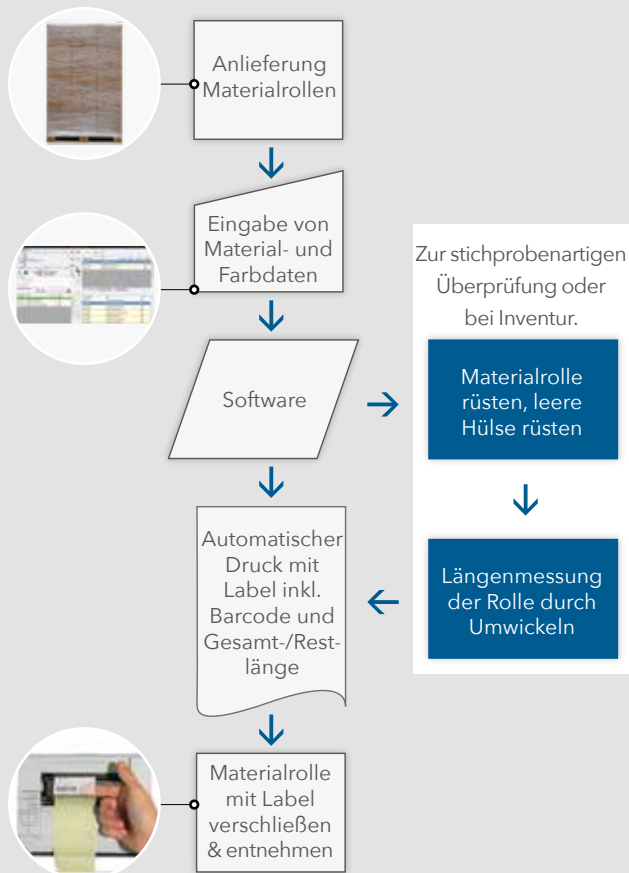 Anlieferung
Materialrollen
Eingabe von
Material- und
Farbdaten
Software
Zur stichprobenartigen
Überprüfung oder
bei Inventur.
Materialrolle
rüsten, leere
Hülse rüsten
Längenmessung
der Rolle durch
Umwickeln
Automatischer
Druck mit
Label inkl.
Barcode und
Gesamt-/Rest-
länge
Materialrolle
mit Label
verschließen
& entnehmen